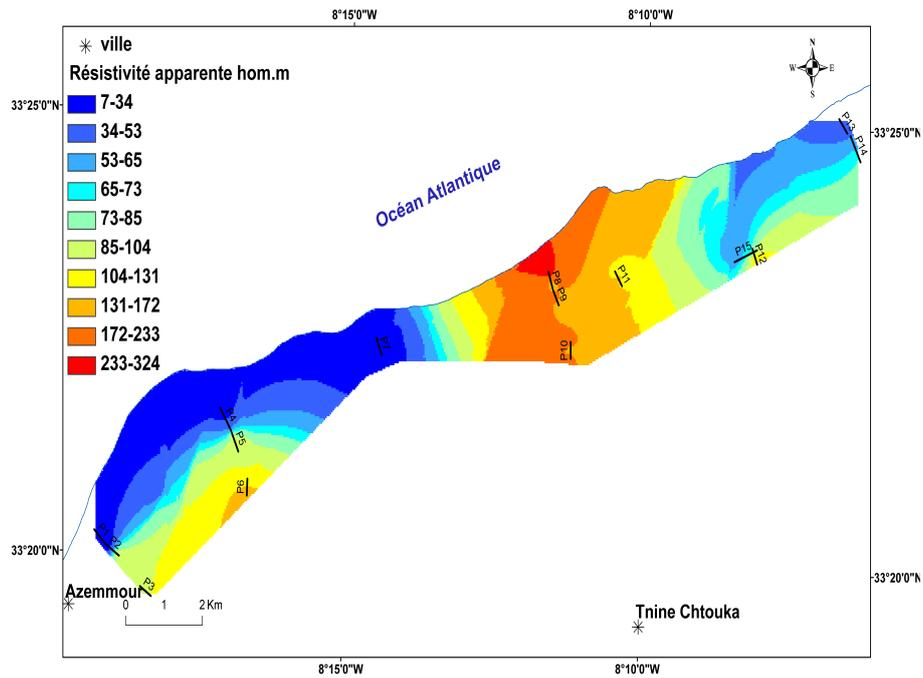 8°15'0"W
8°10'0"W
ville
Résistivité apparente hom.m
7-34
34-53
53-65
65-73
73-85
85-104
104-131
131-172
172-233
233-324
N
W
E
S
33°25'0"N
33°25'0"N
Océan Atlantique
P13
P14
P15
P12
P11
P8
P9
P10
P7
P4
P5
P6
P1
P2
P3
33°20'0"N
33°20'0"N
Azemmour
0 1 2 Km
Tnine Chtouka
8°15'0"W
8°10'0"W